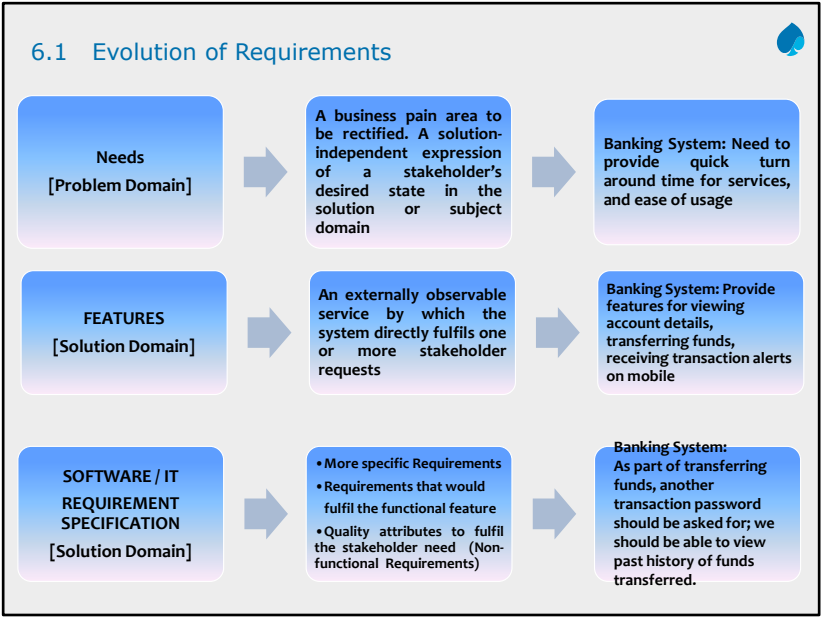 6.1 Evolution of Requirements
Needs
[Problem Domain]
A business pain area to
be rectified. A solution-
independent expression
of a stakeholder's
desired state in the
solution or subject
domain
Banking System: Need to
provide quick turn
around time for services,
and ease of usage
FEATURES
[Solution Domain]
An externally observable
service by which the
system directly fulfils one
or more stakeholder
requests
Banking System: Provide
features for viewing
account details,
transferring funds,
receiving transaction alerts
on mobile
SOFTWARE / IT
REQUIREMENT
SPECIFICATION
[Solution Domain]
•More specific Requirements
•Requirements that would
fulfil the functional feature
•Quality attributes to fulfil
the stakeholder need (Non-
functional Requirements)
Banking System:
As part of transferring
funds, another
transaction password
should be asked for; we
should be able to view
past history of funds
transferred.